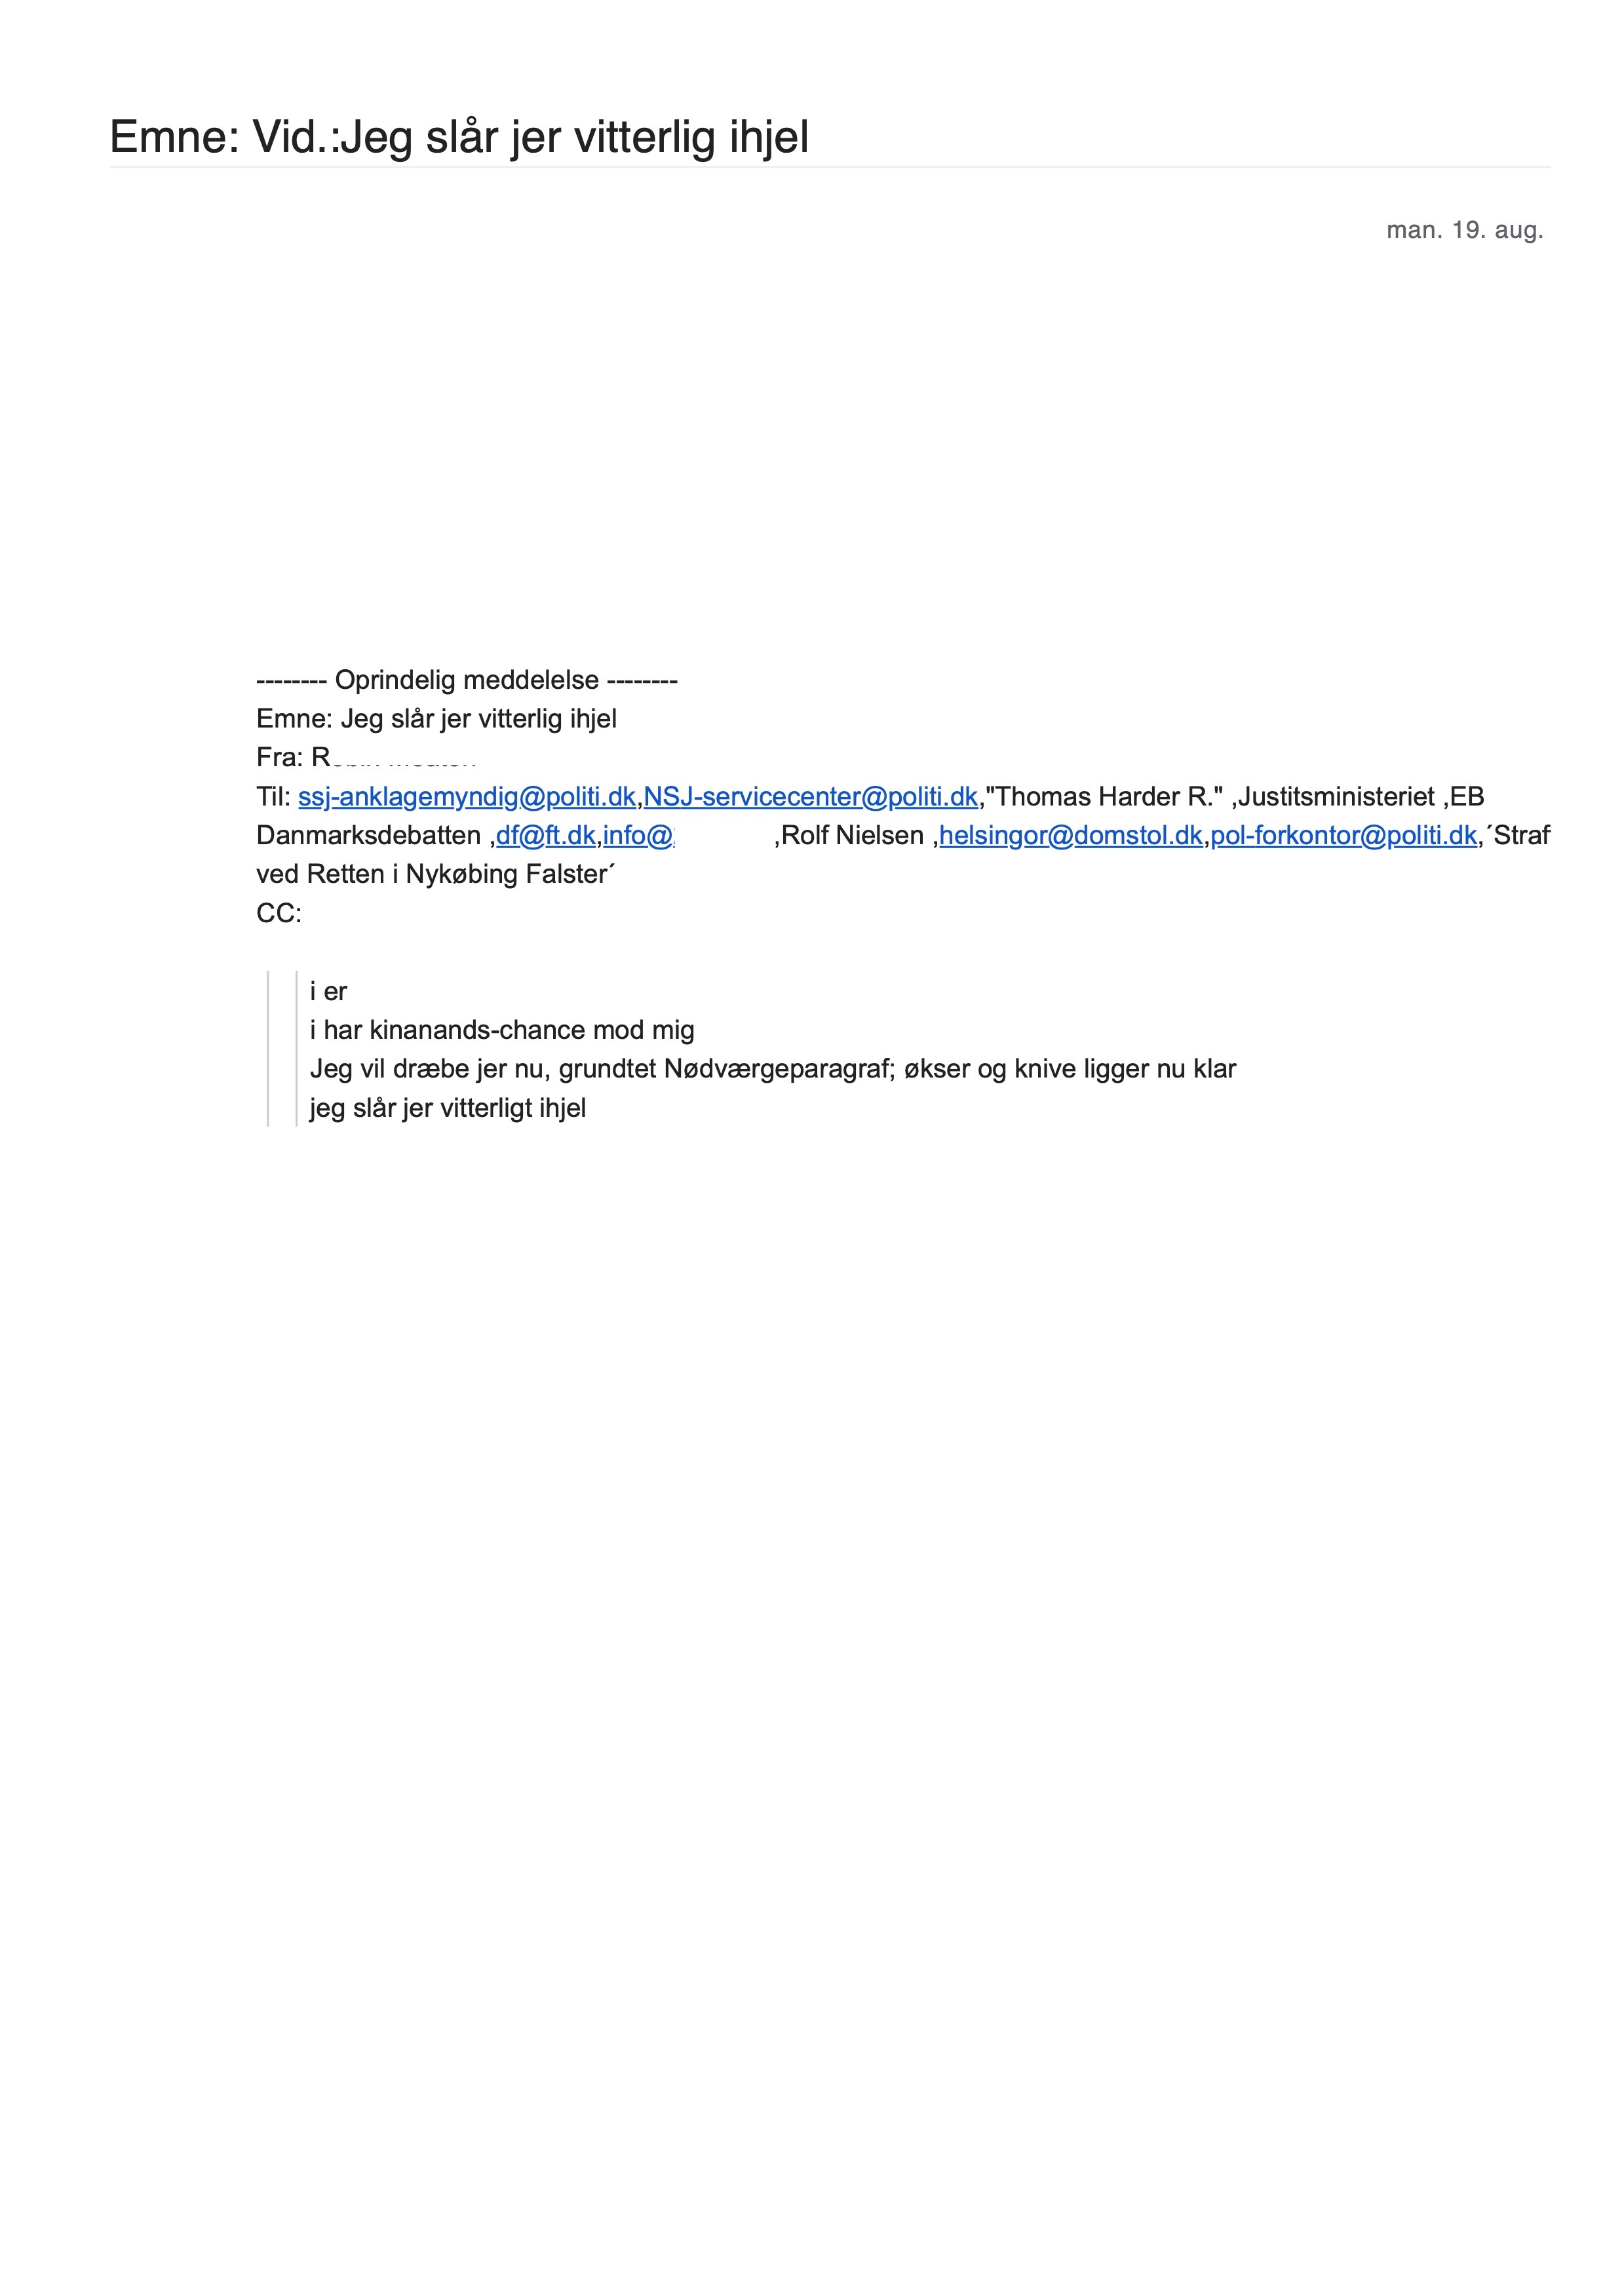 Emne: Vid.:Jeg slår jer vitterlig ihjel
man. 19. aug.
-------- Oprindelig meddelelse --------
Emne: Jeg slår jer vitterlig ihjel
Fra: R
Til: ssj-anklagemyndig@politi.dk,NSJ-servicecenter@politi.dk,"Thomas Harder R." ,Justitsministeriet ,EB
Danmarksdebatten ,df@ft.dk,info@ ,Rolf Nielsen ,helsingor@domstol.dk,pol-forkontor@politi.dk,´Straf
ved Retten i Nykøbing Falster´
CC:
i er
i har kinanands-chance mod mig
Jeg vil dræbe jer nu, grundtet Nødværgeparagraf; økser og knive ligger nu klar
jeg slår jer vitterligt ihjel